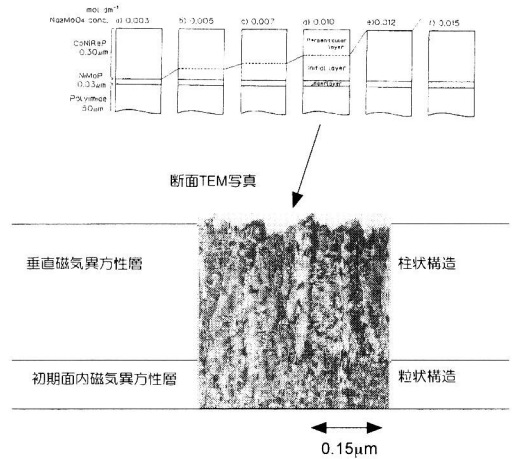 mol dm⁻³
Na₂MoO₄ conc. a) 0.003 b) 0.005 c) 0.007 d) 0.010 e) 0.012 f) 0.015
CoNiReP
0.30μm
Perpendicular
layer
Initial layer
NiMoP
0.03μm
Polyimide
50μm
断面TEM写真
垂直磁気異方性層
柱状構造
初期面内磁気異方性層
粒状構造
0.15μm